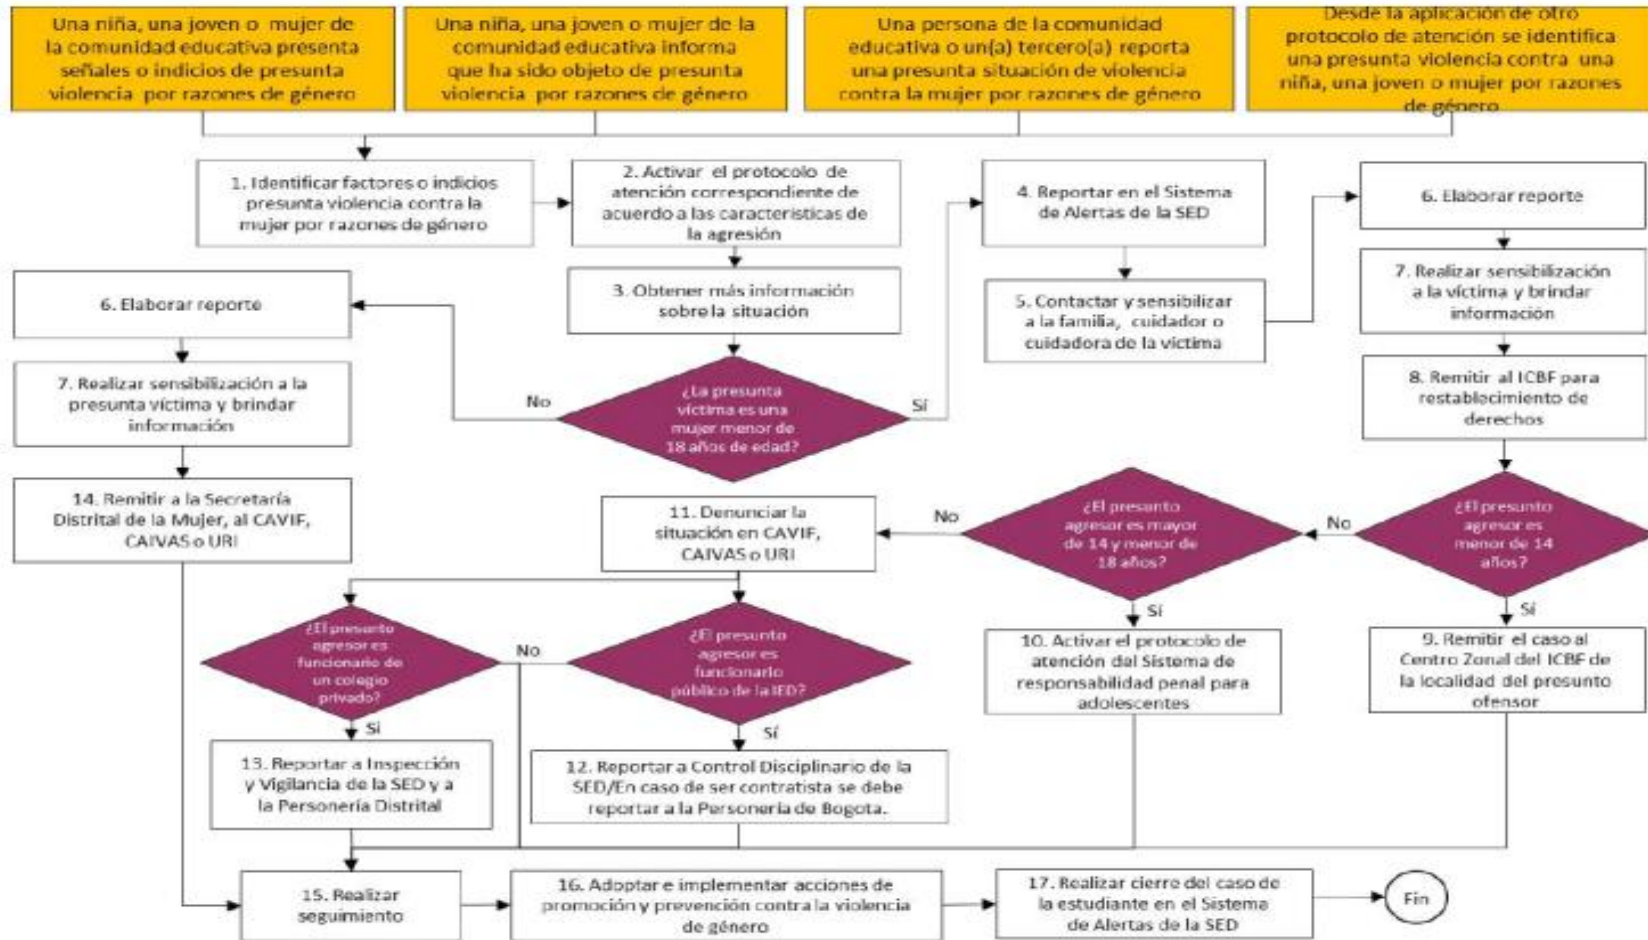 Una niña, una joven o mujer de
la comunidad educativa presenta
señales o indicios de presunta
violencia por razones de género
Una niña, una joven o mujer de la
comunidad educativa informa
que ha sido objeto de presunta
violencia por razones de género
Una persona de la comunidad
educativa o un(a) tercero(a) reporta
una presunta situación de violencia
contra la mujer por razones de género
Desde la aplicación de otro
protocolo de atención se identifica
una presunta violencia contra una
niña, una joven o mujer por razones
de género
1. Identificar factores o indicios
presunta violencia contra la
mujer por razones de género
2. Activar el protocolo de
atención correspondiente de
acuerdo a las características de
la agresión
4. Reportar en el Sistema
de Alertas de la SED
6. Elaborar reporte
6. Elaborar reporte
3. Obtener más información
sobre la situación
5. Contactar y sensibilizar
a la familia, cuidador o
cuidadora de la víctima
7. Realizar sensibilización
a la víctima y brindar
información
7. Realizar sensibilización a la
presunta víctima y brindar
información
No
¿La presunta
víctima es una
mujer menor de
18 años de edad?
Sí
8. Remitir al ICBF para
restablecimiento de
derechos
14. Remitir a la Secretaría
Distrital de la Mujer, al CAVIF,
CAIVAS o URI
11. Denunciar la
situación en CAVIF,
CAIVAS o URI
No
¿El presunto
agresor es mayor
de 14 y menor de
18 años?
No
¿El presunto
agresor es
menor de 14
años?
Sí
Sí
¿El presunto
agresor es
funcionario de
un colegio
privado?
No
¿El presunto
agresor es
funcionario
público de la IED?
10. Activar el protocolo de
atención del Sistema de
responsabilidad penal para
adolescentes
9. Remitir el caso al
Centro Zonal del ICBF de
la localidad del presunto
ofensor
Sí
Sí
13. Reportar a Inspección
y Vigilancia de la SED y a
la Personería Distrital
12. Reportar a Control Disciplinario de la
SED/En caso de ser contratista se debe
reportar a la Personería de Bogota.
15. Realizar
seguimiento
16. Adoptar e implementar acciones de
promoción y prevención contra la violencia
de género
17. Realizar cierre del caso de
la estudiante en el Sistema
de Alertas de la SED
Fin